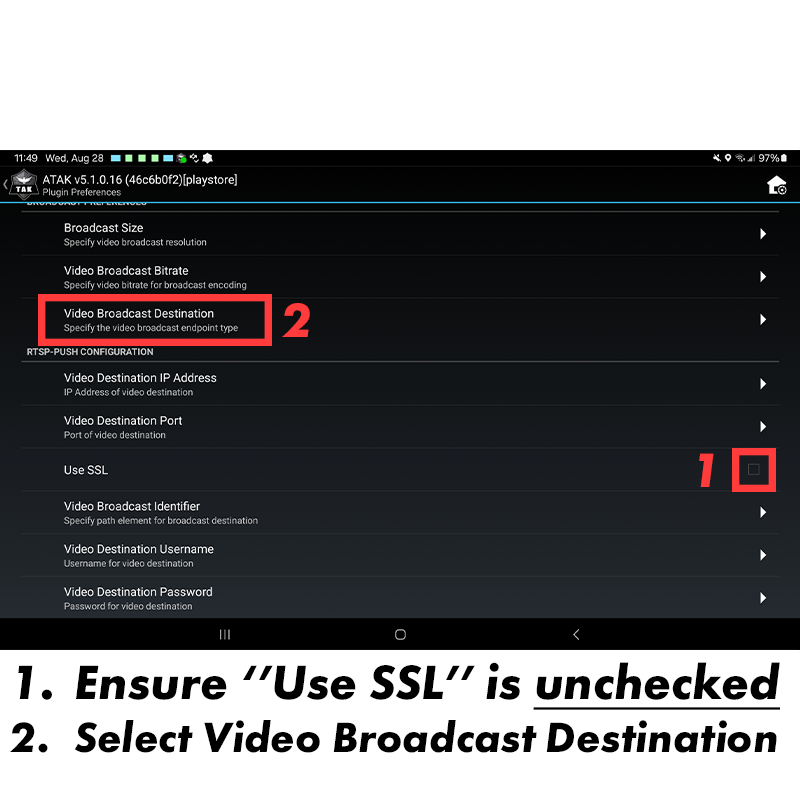 11:49 Wed, Aug 28
97%
TAK
ATAK v5.1.0.16 (46c6b0f2)[playstore]
Plugin Preferences
BROADCAST PREFERENCES
Broadcast Size
Specify video broadcast resolution
Video Broadcast Bitrate
Specify video bitrate for broadcast encoding
Video Broadcast Destination
Specify the video broadcast endpoint type
2
RTSP-PUSH CONFIGURATION
Video Destination IP Address
IP Address of video destination
Video Destination Port
Port of video destination
Use SSL
1
Video Broadcast Identifier
Specify path element for broadcast destination
Video Destination Username
Username for video destination
Video Destination Password
Password for video destination
1. Ensure ''Use SSL'' is unchecked
2. Select Video Broadcast Destination